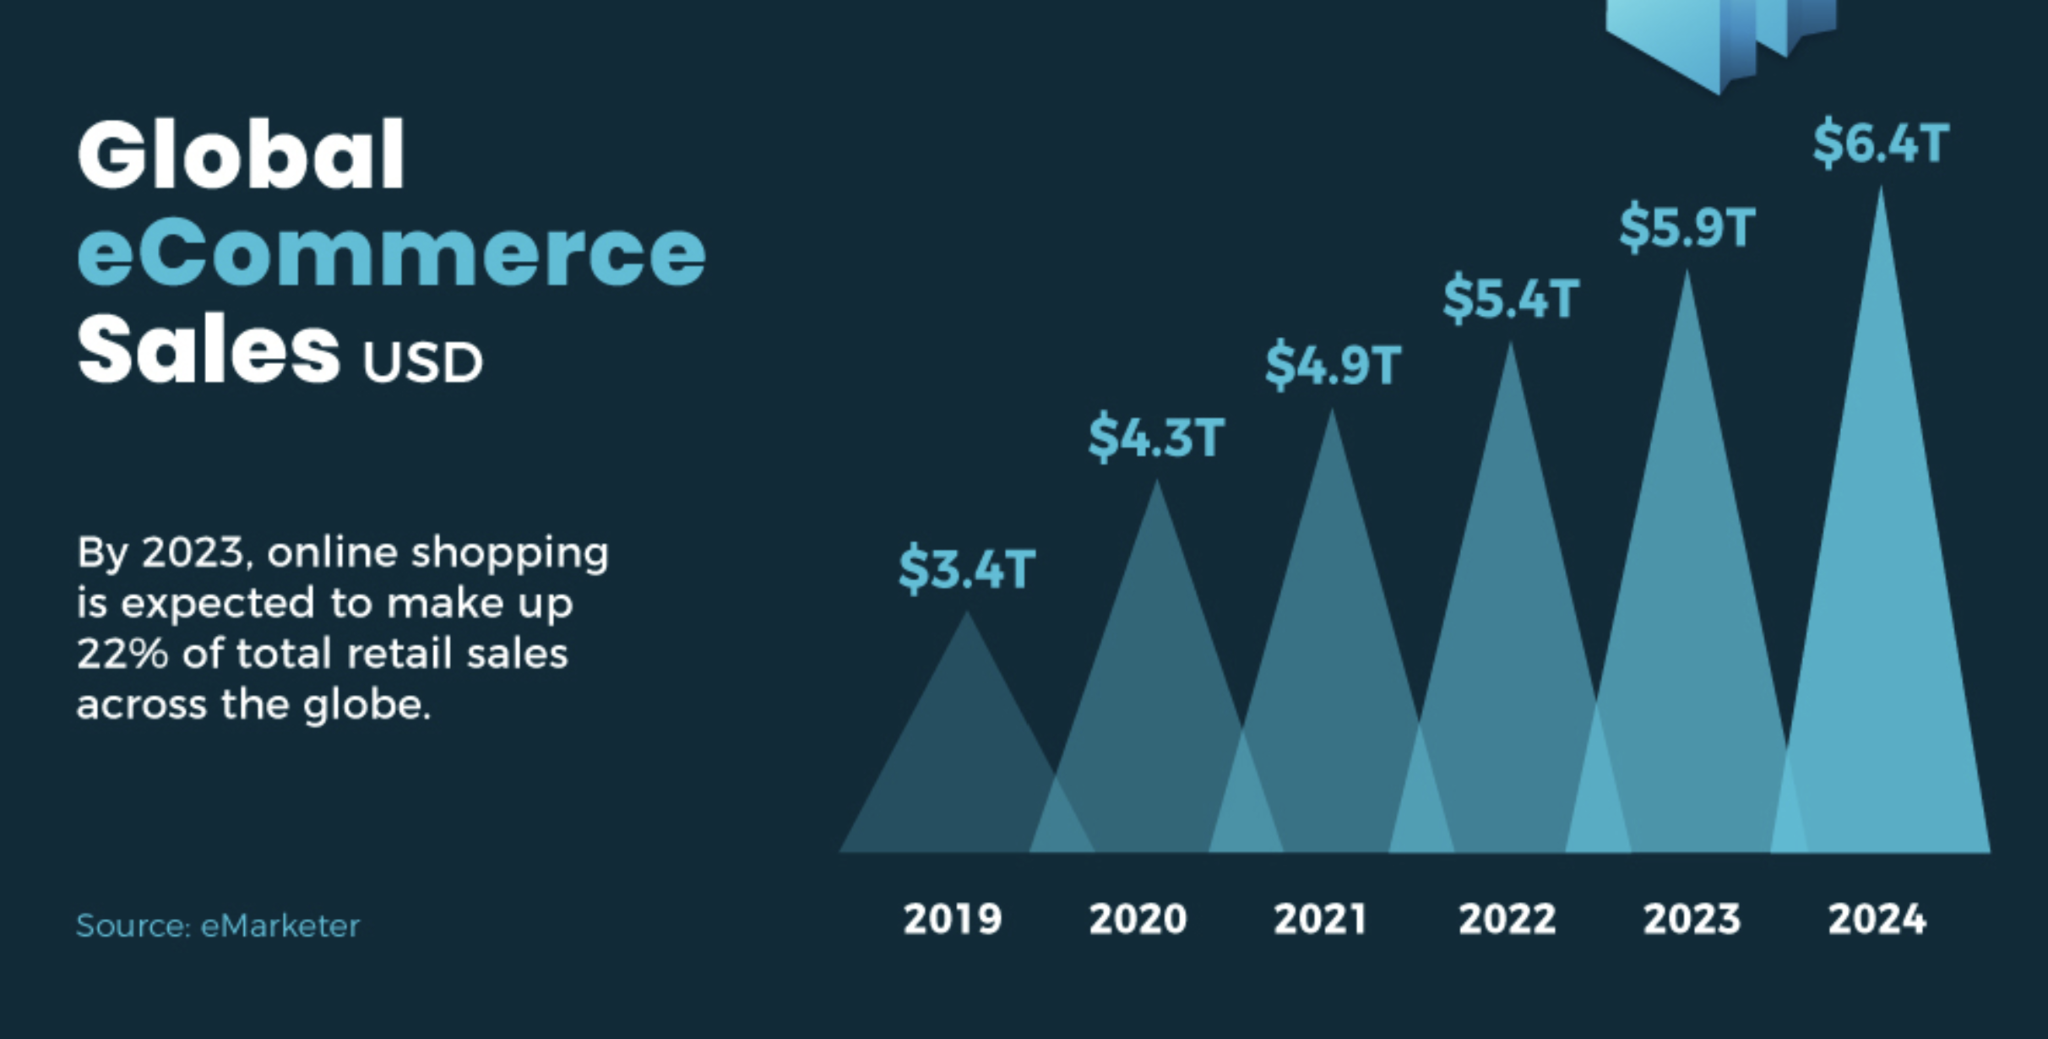 Global
eCommerce
Sales USD
By 2023, online shopping
is expected to make up
22% of total retail sales
across the globe.
Source: eMarketer
$3.4T
$4.3T
$4.9T
$5.4T
$5.9T
$6.4T
2019
2020
2021
2022
2023
2024